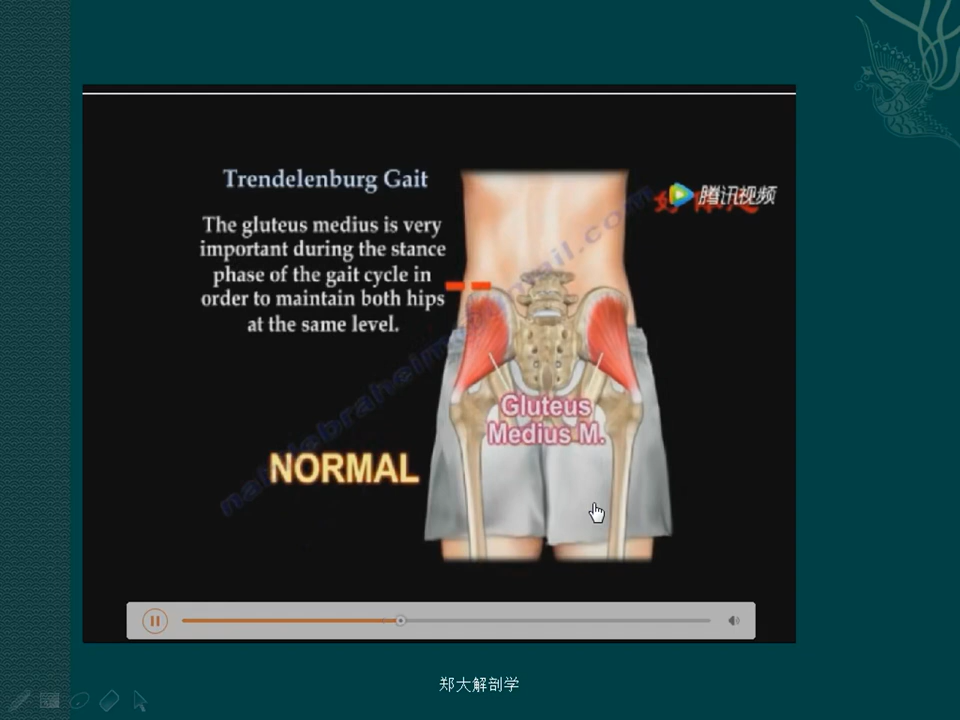 Trendelenburg Gait
The gluteus medius is very
important during the stance
phase of the gait cycle in
order to maintain both hips
at the same level.
腾讯视频
Gluteus
Medius M.
NORMAL
郑大解剖学